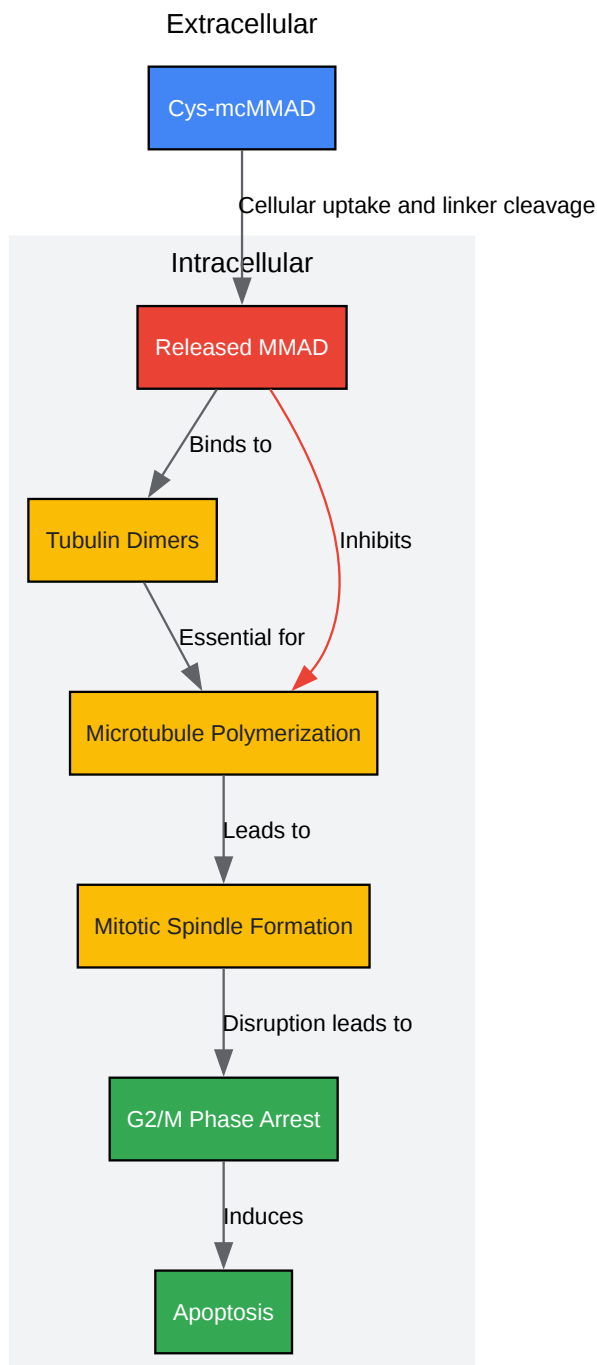 Extracellular
Cys-mcMMAD
Cellular uptake and linker cleavage
Intracellular
Released MMAD
Binds to
Tubulin Dimers
Inhibits
Essential for
Microtubule Polymerization
Leads to
Mitotic Spindle Formation
Disruption leads to
G2/M Phase Arrest
Induces
Apoptosis